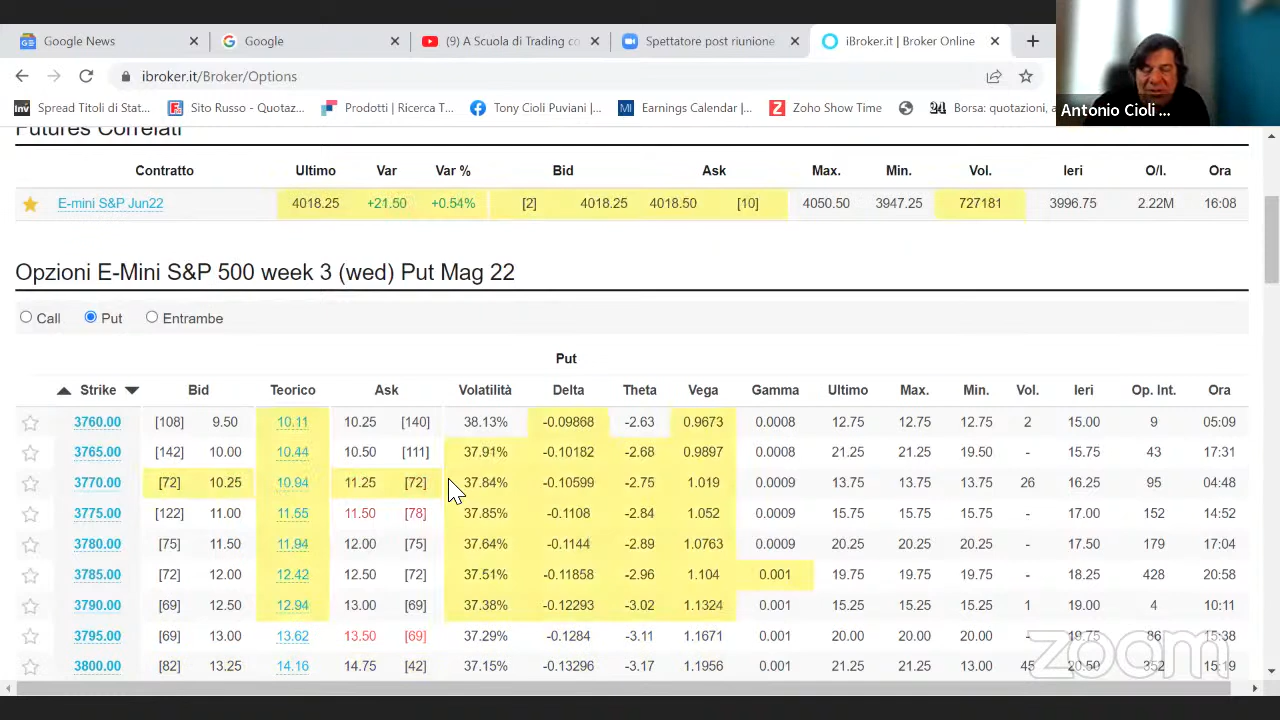 Google News
Google
(9) A Scuola di Trading co
Spettatore post riunione
iBroker.it | Broker Online
ibroker.it/Broker/Options
Spread Titoli di Stat...
Sito Russo - Quotaz...
Prodotti | Ricerca T...
Tony Cioli Puviani |...
Earnings Calendar |...
Zoho Show Time
Borsa: quotazioni, a
Antonio Cioli ...
Futures Correlati
Contratto Ultimo Var Var % Bid Ask Max. Min. Vol. Ieri O/I. Ora
E-mini S&P Jun22 4018.25 +21.50 +0.54% [2] 4018.25 4018.50 [10] 4050.50 3947.25 727181 3996.75 2.22M 16:08
Opzioni E-Mini S&P 500 week 3 (wed) Put Mag 22
Call Put Entrambe
Put
Strike Bid Teorico Ask Volatilità Delta Theta Vega Gamma Ultimo Max. Min. Vol. Ieri Op. Int. Ora
3760.00 [108] 9.50 10.11 10.25 [140] 38.13% -0.09868 -2.63 0.9673 0.0008 12.75 12.75 12.75 2 15.00 9 05:09
3765.00 [142] 10.00 10.44 10.50 [111] 37.91% -0.10182 -2.68 0.9897 0.0008 21.25 21.25 19.50 - 15.75 43 17:31
3770.00 [72] 10.25 10.94 11.25 [72] 37.84% -0.10599 -2.75 1.019 0.0009 13.75 13.75 13.75 26 16.25 95 04:48
3775.00 [122] 11.00 11.55 11.50 [78] 37.85% -0.1108 -2.84 1.052 0.0009 15.75 15.75 15.75 - 17.00 152 14:52
3780.00 [75] 11.50 11.94 12.00 [75] 37.64% -0.1144 -2.89 1.0763 0.0009 20.25 20.25 20.25 - 17.50 179 17:04
3785.00 [72] 12.00 12.42 12.50 [72] 37.51% -0.11858 -2.96 1.104 0.001 19.75 19.75 19.75 - 18.25 428 20:58
3790.00 [69] 12.50 12.94 13.00 [69] 37.38% -0.12293 -3.02 1.1324 0.001 15.25 15.25 15.25 1 19.00 4 10:11
3795.00 [69] 13.00 13.62 13.50 [69] 37.29% -0.1284 -3.11 1.1671 0.001 20.00 20.00 20.00 - 19.75 86 15:38
3800.00 [82] 13.25 14.16 14.75 [42] 37.15% -0.13296 -3.17 1.1956 0.001 21.25 21.25 13.00 45 20.50 352 15:19
zoom